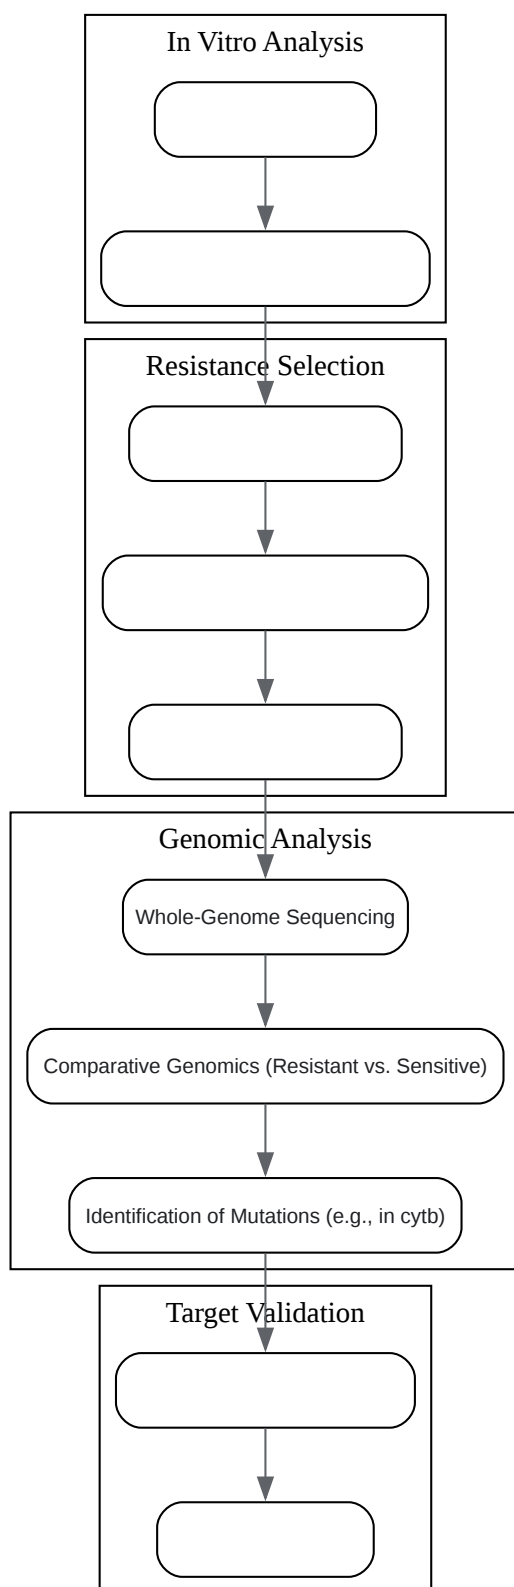 In Vitro Analysis
Resistance Selection
Genomic Analysis
Whole-Genome Sequencing
Comparative Genomics (Resistant vs. Sensitive)
Identification of Mutations (e.g., in cytb)
Target Validation